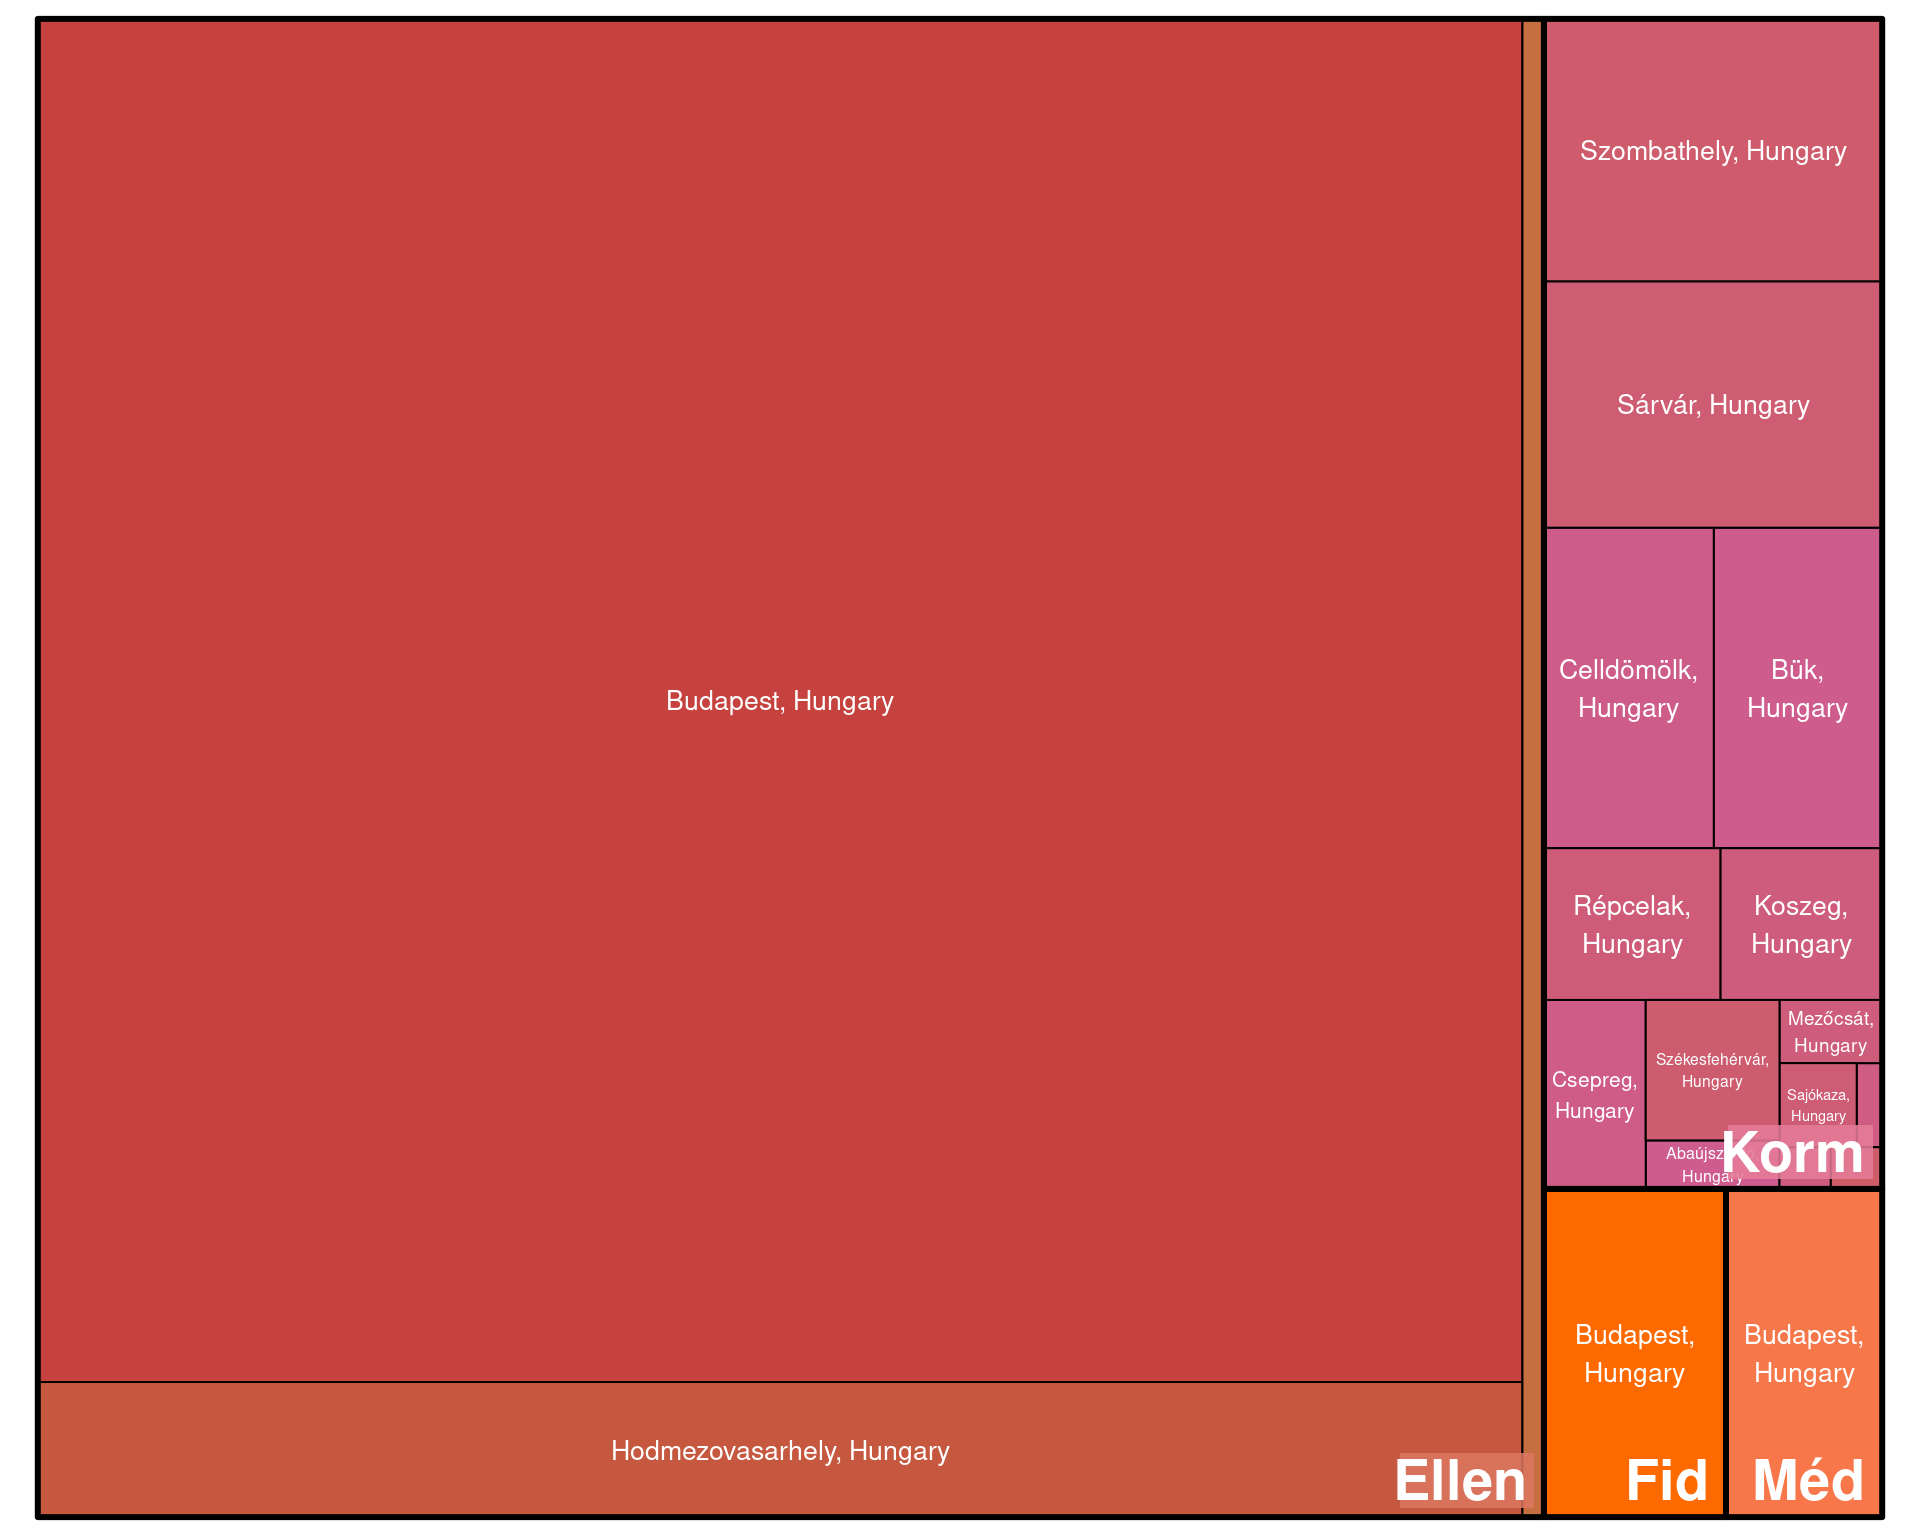 Budapest, Hungary
Hodmezovasarhely, Hungary
Ellen
Szombathely, Hungary
Sárvár, Hungary
Celldömölk,
Hungary
Bük,
Hungary
Répcelak,
Hungary
Koszeg,
Hungary
Csepreg,
Hungary
Székesfehérvár,
Hungary
Mezőcsát,
Hungary
Sajókaza,
Hungary
Hungary
Korm
Budapest,
Hungary
Fid
Budapest,
Hungary
Méd